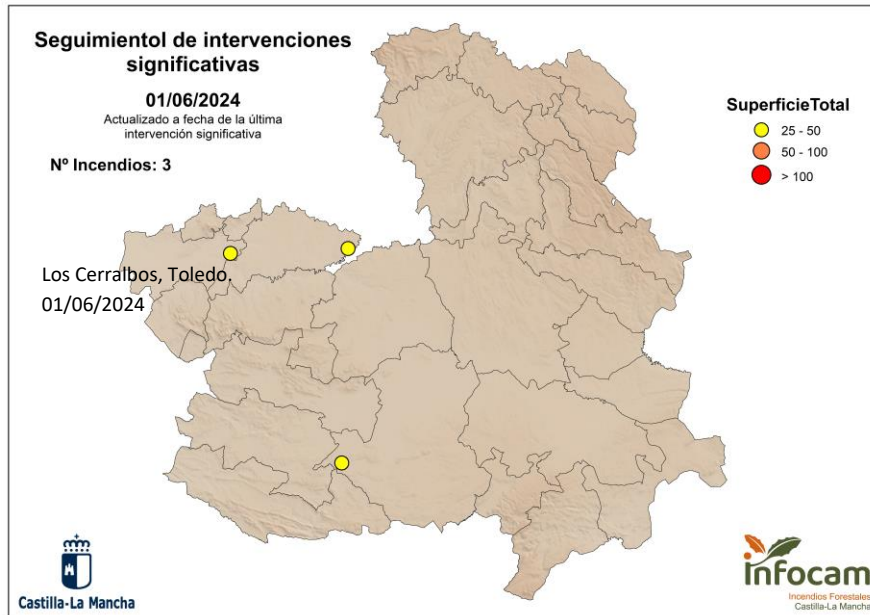 Seguimientol de intervenciones
significativas
01/06/2024
Actualizado a fecha de la última
intervención significativa
Nº Incendios: 3
SuperficieTotal
25 - 50
50 - 100
> 100
Los Cerralbos, Toledo.
01/06/2024
Castilla-La Mancha
infocam
Incendios Forestales
Castilla-La Mancha